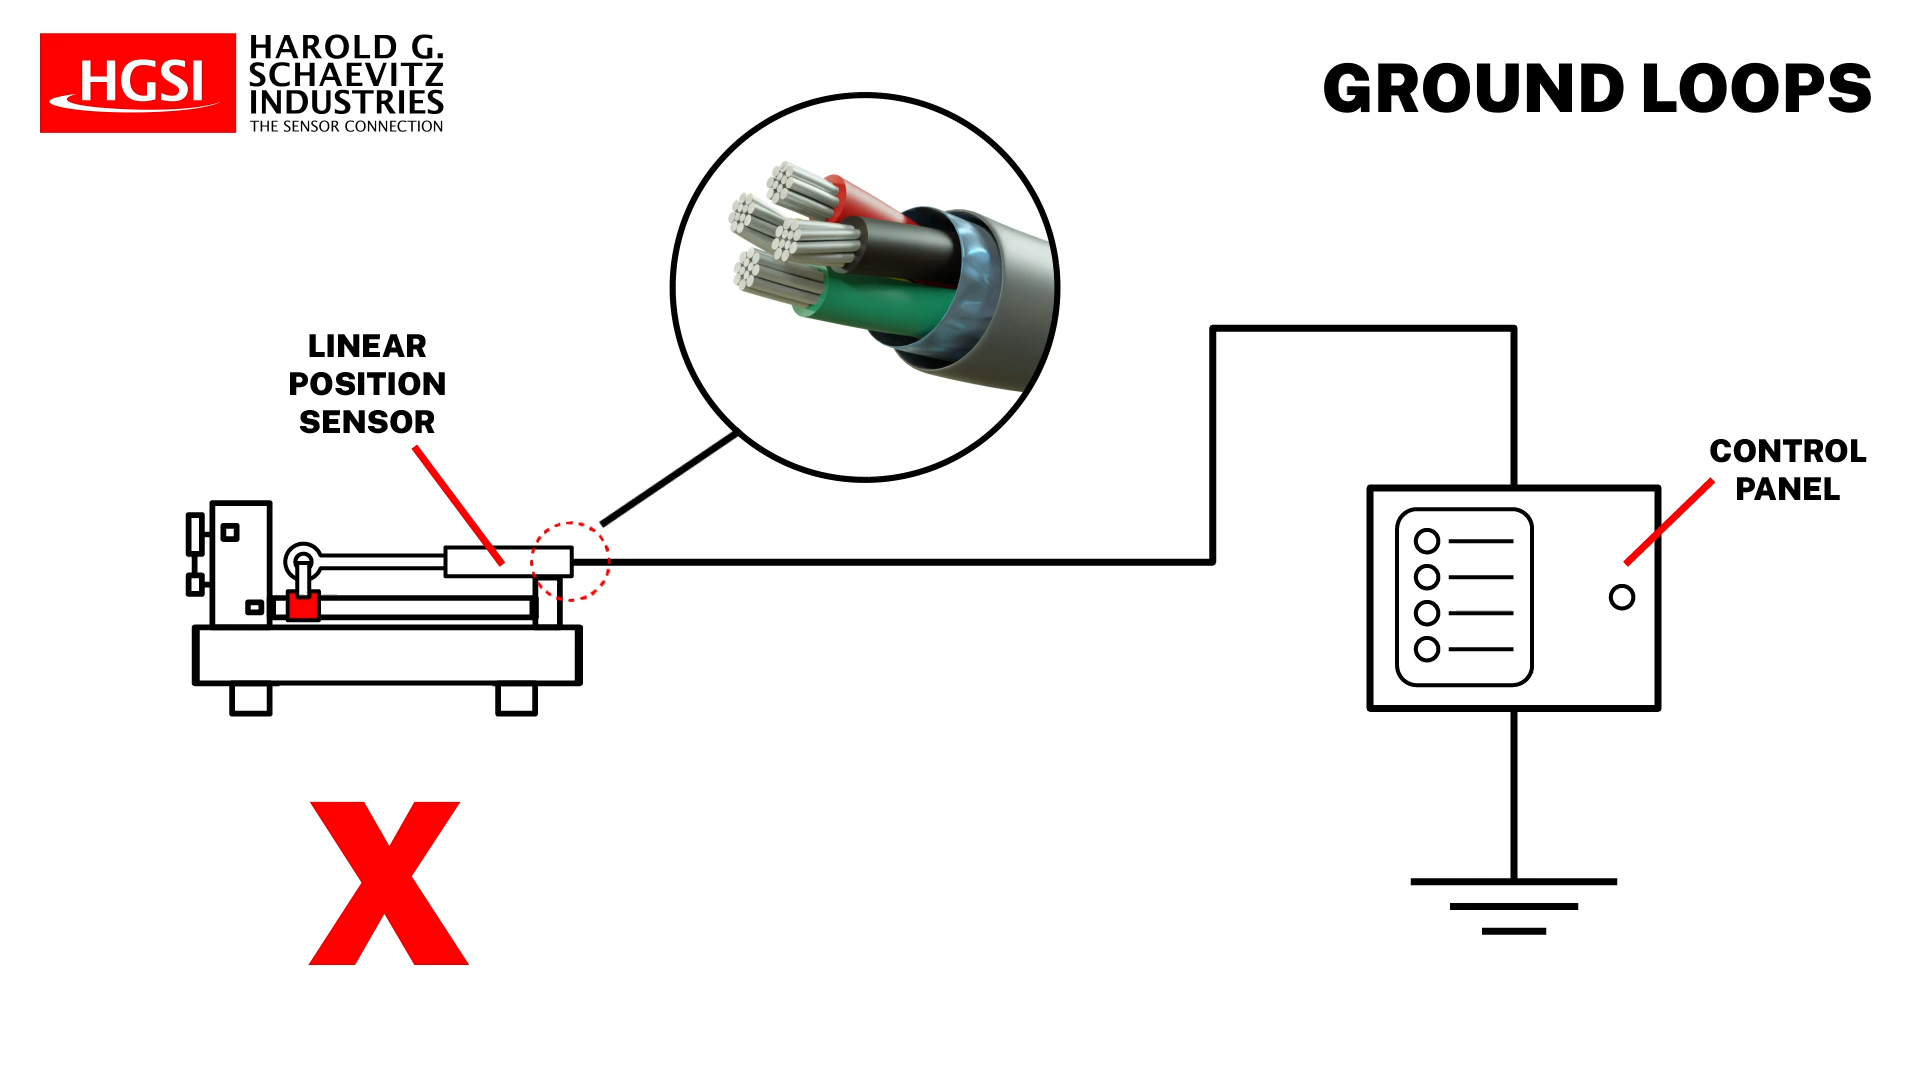 HGSI
HAROLD G.
SCHAEVITZ
INDUSTRIES
THE SENSOR CONNECTION
GROUND LOOPS
LINEAR
POSITION
SENSOR
CONTROL
PANEL
X